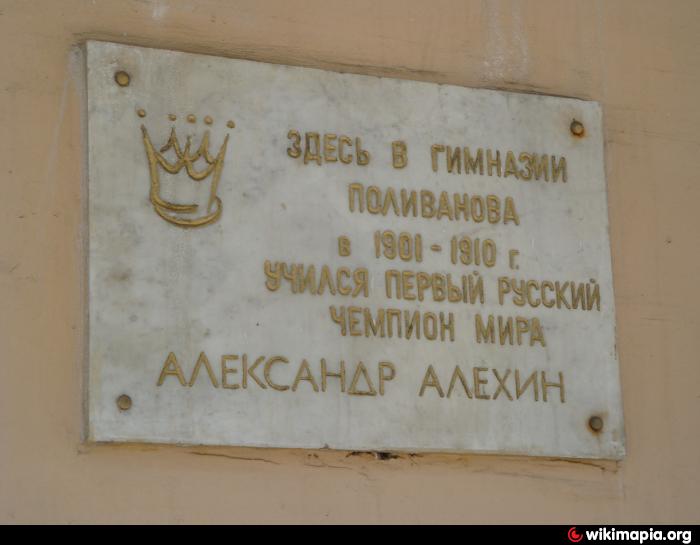 ЗДЕСЬ В ГИМНАЗИИ
ПОЛИВАНОВА
в 1901 - 1910 г.
УЧИЛСЯ ПЕРВЫЙ РУССКИЙ
ЧЕМПИОН МИРА
АЛЕКСАНДР АЛЕХИН
wikimapia.org